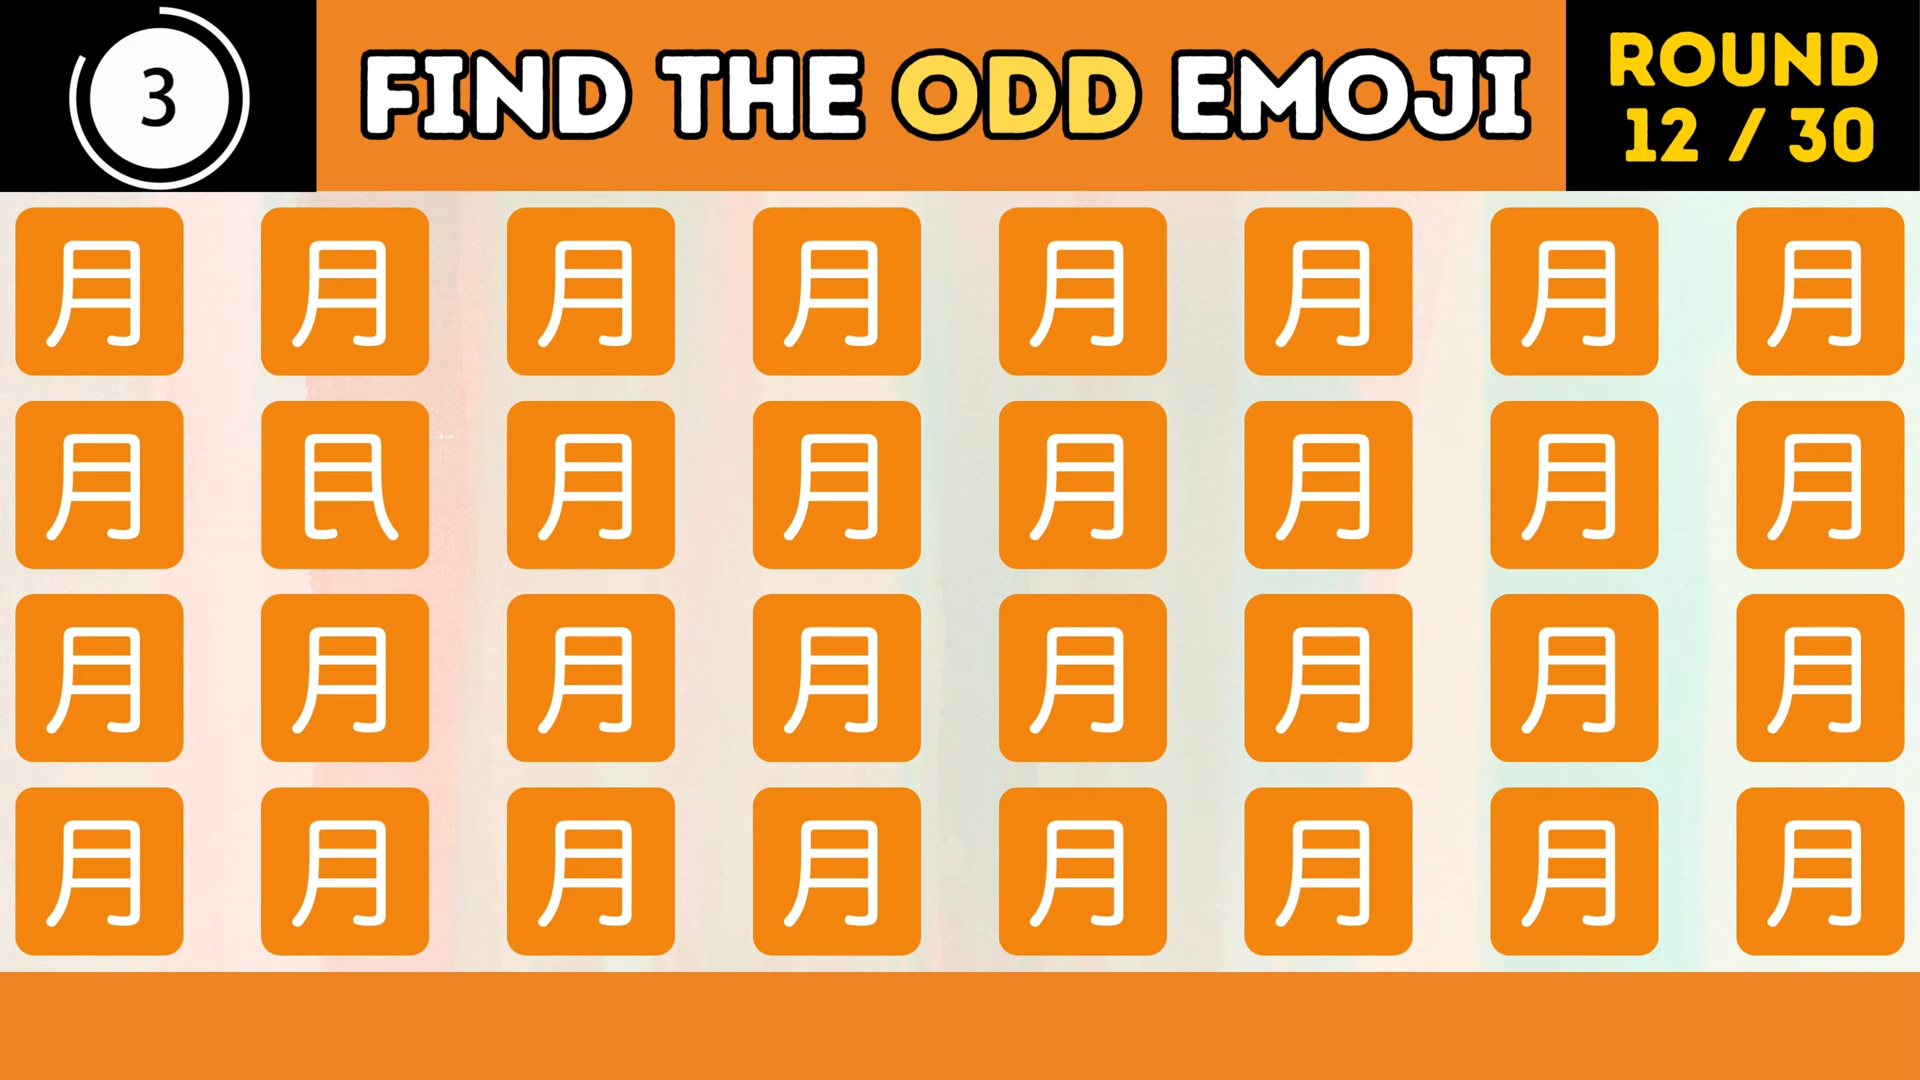 3
FIND THE ODD EMOJI
ROUND
12 / 30
月 月 月 月 月 月 月 月
月 月 月 月 月 月 月
月 月 月 月 月 月 月 月
月 月 月 月 月 月 月 月